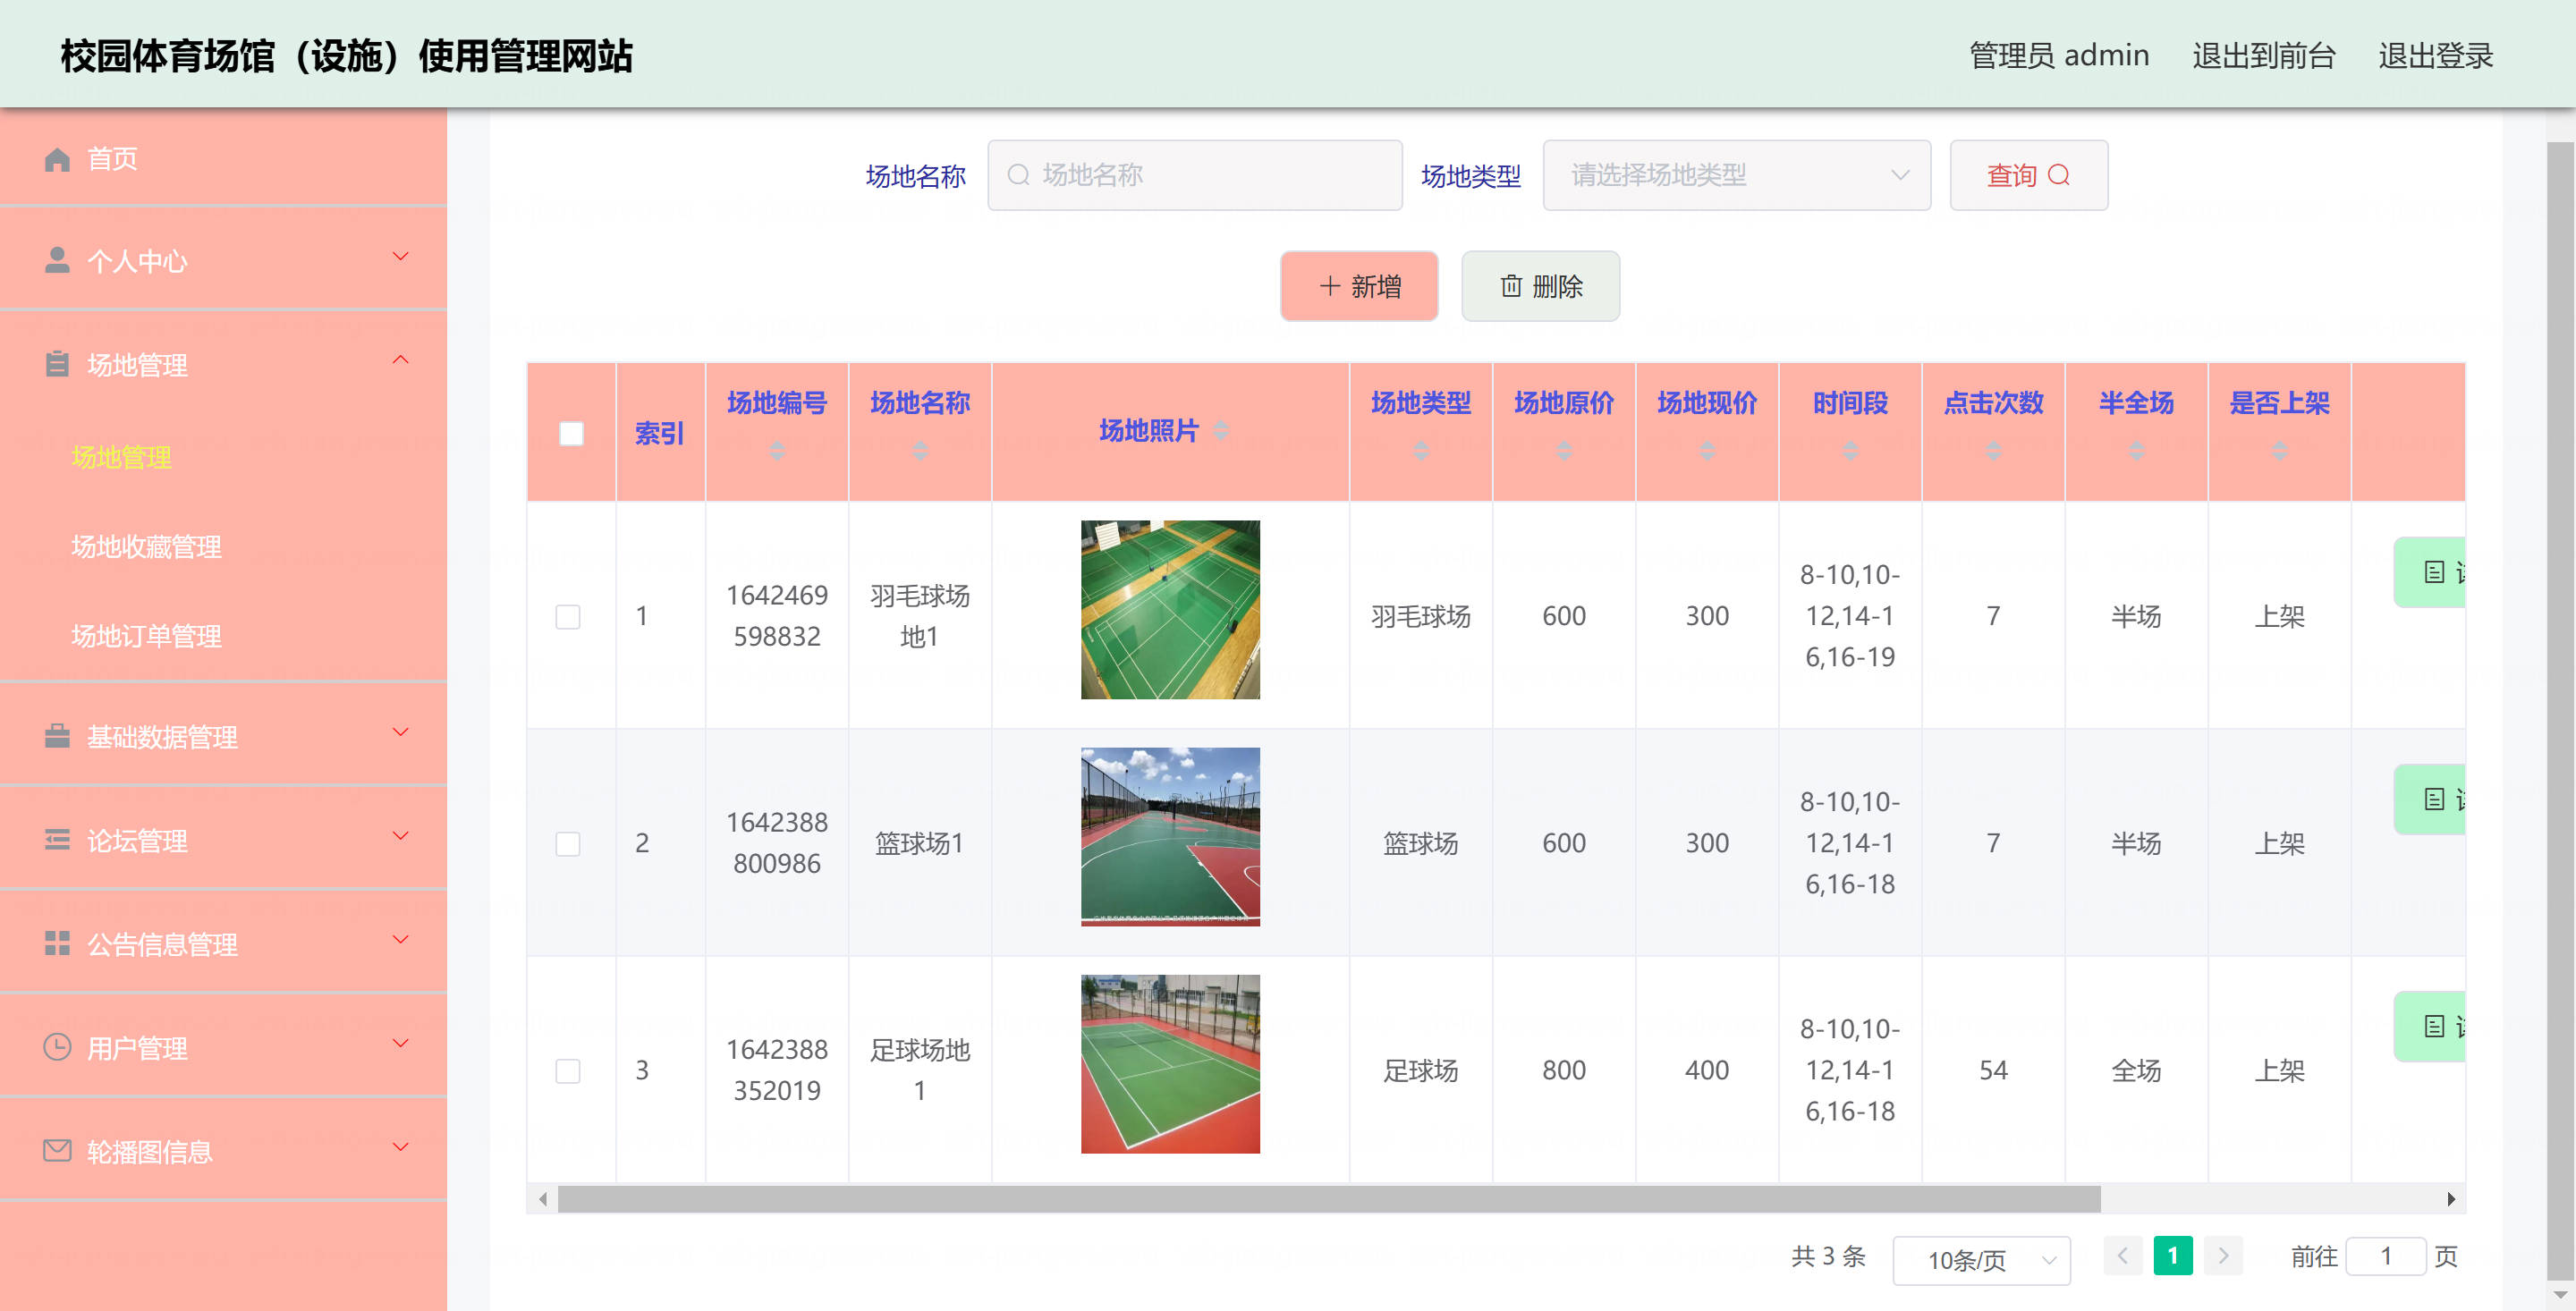 校园体育场馆（设施）使用管理网站
管理员 admin 退出到前台 退出登录
首页
个人中心
场地管理
场地管理
场地收藏管理
场地订单管理
基础数据管理
论坛管理
公告信息管理
用户管理
轮播图信息
场地名称 场地名称 场地类型 请选择场地类型 查询
新增 删除
索引 场地编号 场地名称 场地照片 场地类型 场地原价 场地现价 时间段 点击次数 半全场 是否上架
1 1642469598832 羽毛球场地1 羽毛球场 600 300 8-10,10-12,14-16,16-19 7 半场 上架
2 1642388800986 篮球场1 篮球场 600 300 8-10,10-12,14-16,16-18 7 半场 上架
3 1642388352019 足球场地1 足球场 800 400 8-10,10-12,14-16,16-18 54 全场 上架
共 3 条 10条/页 1 前往 1 页